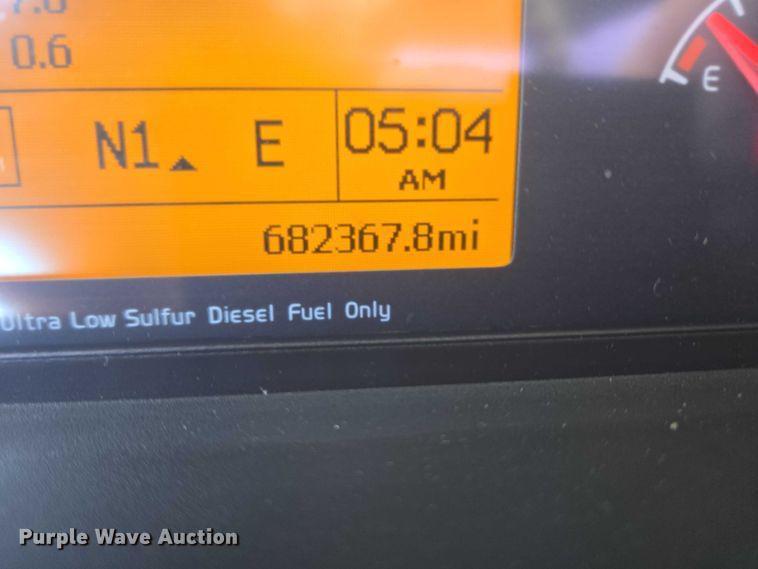 0.6
N1 E 05:04
AM
682367.8mi
E
Ultra Low Sulfur Diesel Fuel Only
Purple Wave Auction